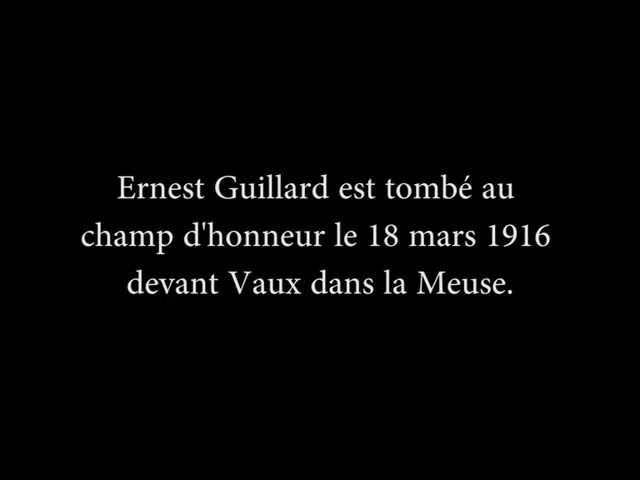 Ernest Guillard est tombé au
champ d'honneur le 18 mars 1916
devant Vaux dans la Meuse.